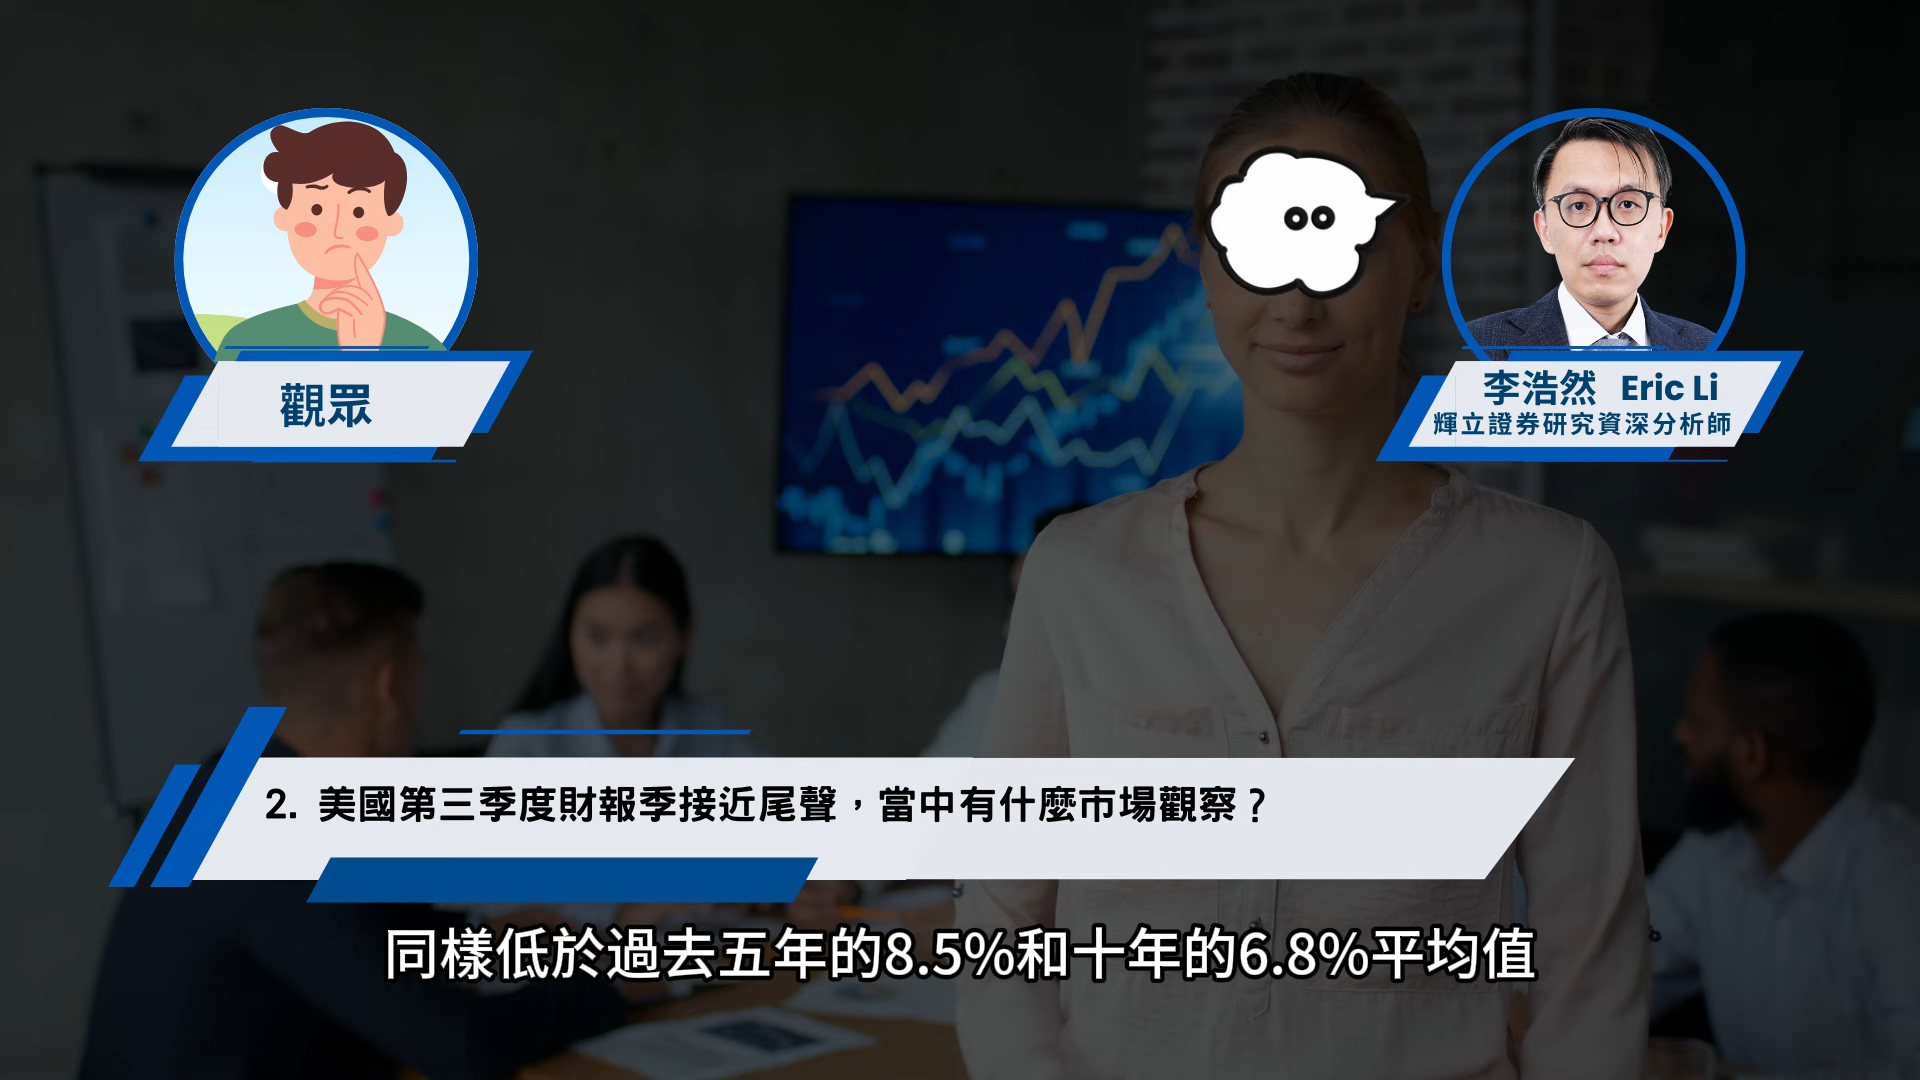 觀眾
李浩然 Eric Li
輝立證券研究資深分析師
2. 美國第三季度財報季接近尾聲，當中有什麼市場觀察？
同樣低於過去五年的8.5%和十年的6.8%平均值